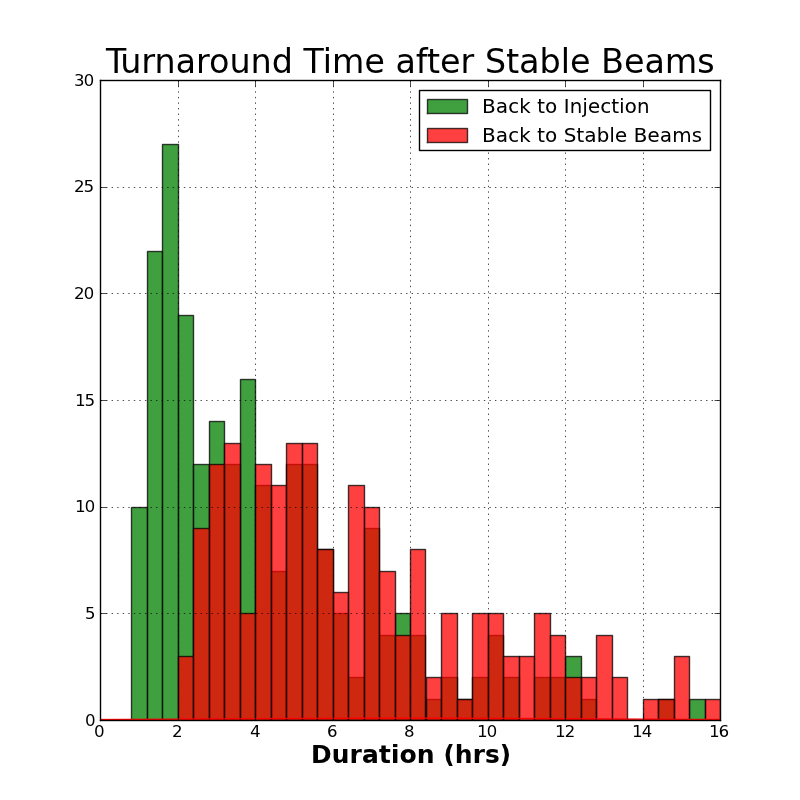 Turnaround Time after Stable Beams
30
Back to Injection
Back to Stable Beams
25
20
15
10
5
0
0 2 4 6 8 10 12 14 16
Duration (hrs)